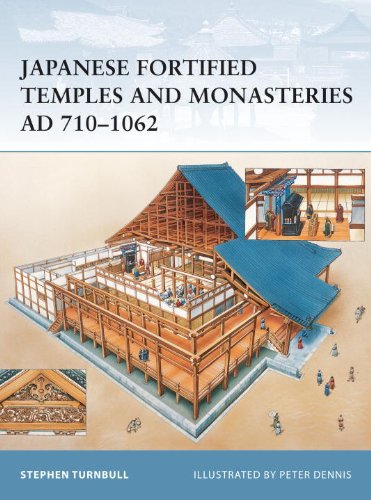 JAPANESE FORTIFIED
TEMPLES AND MONASTERIES
AD 710–1062
STEPHEN TURNBULL
ILLUSTRATED BY PETER DENNIS